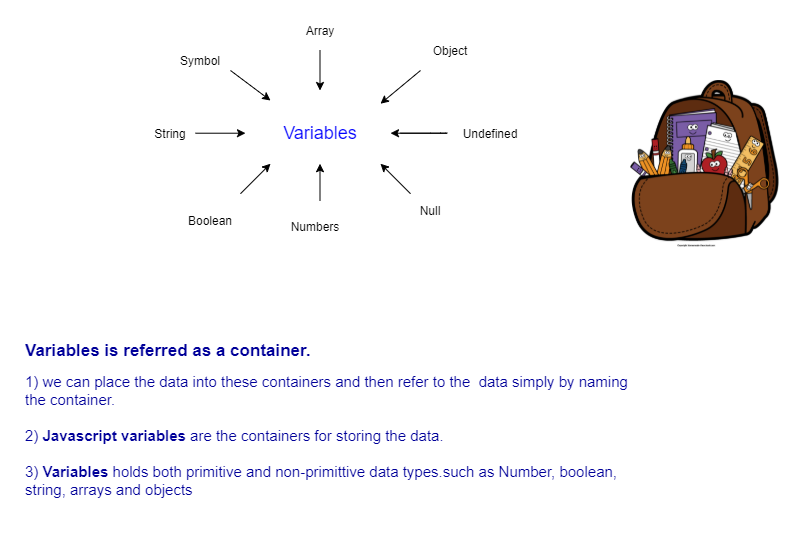 Array
Object
Symbol
String
Variables
Undefined
Boolean
Numbers
Null
Variables is referred as a container.
1) we can place the data into these containers and then refer to the  data simply by naming
the container.
2) Javascript variables are the containers for storing the data.
3) Variables holds both primitive and non-primittive data types.such as Number, boolean,
string, arrays and objects